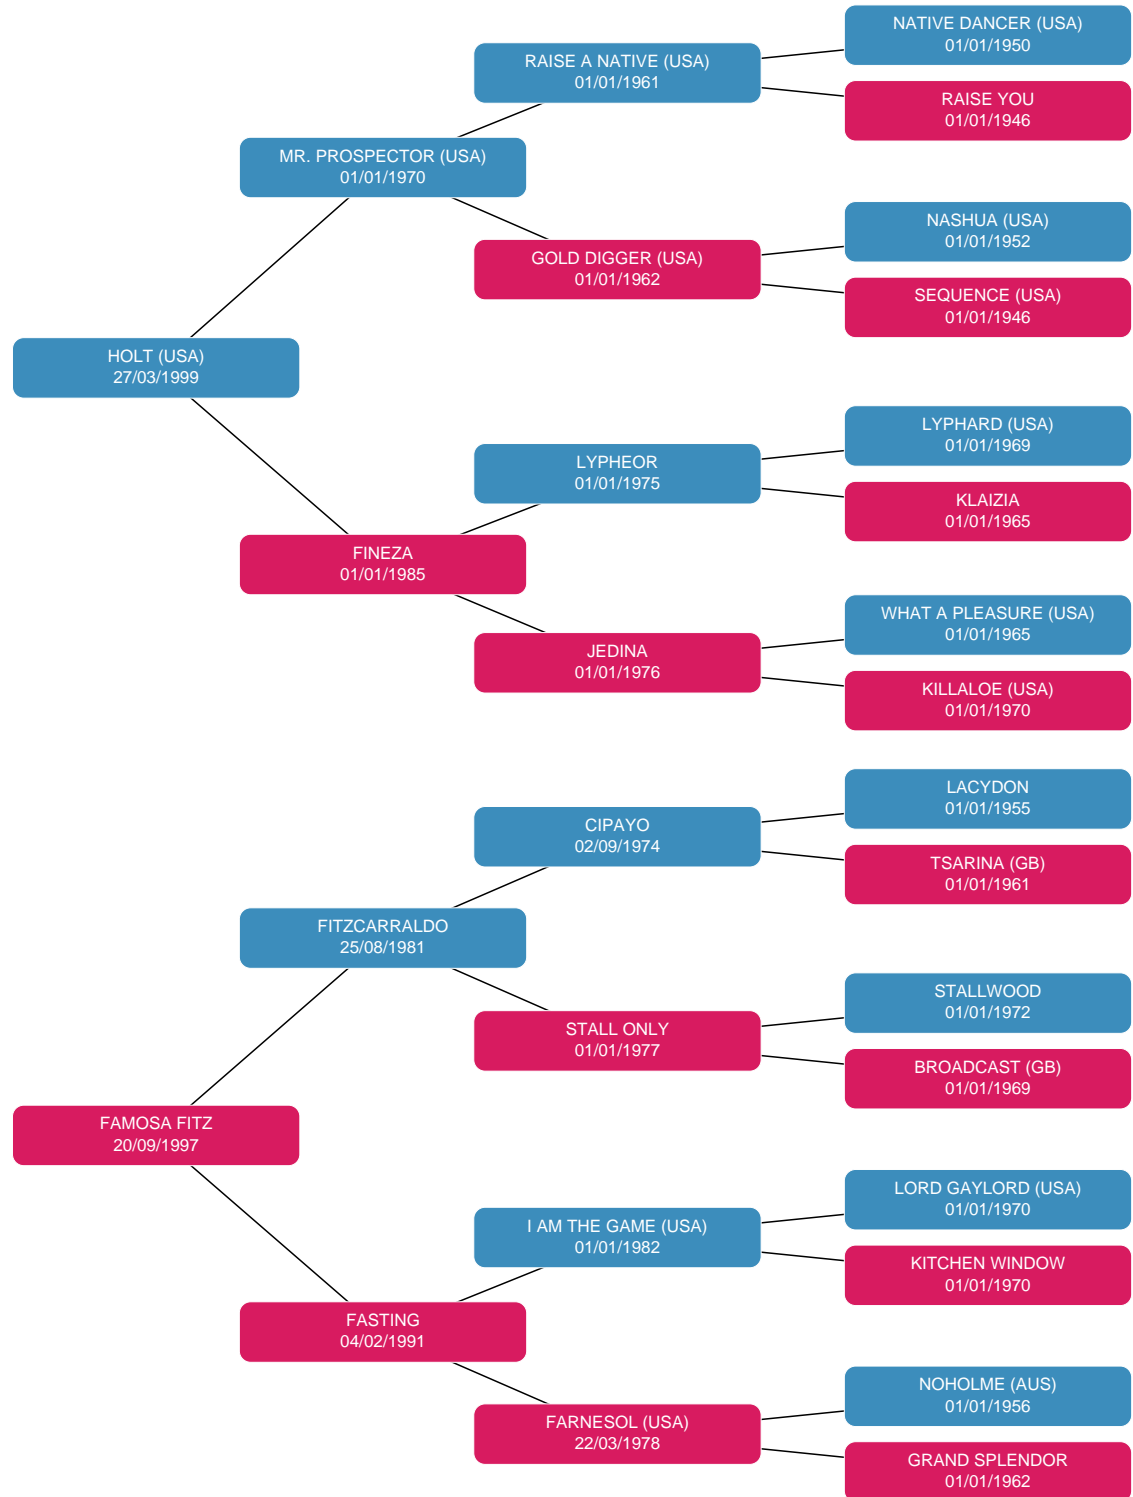 NATIVE DANCER (USA)
01/01/1950
RAISE A NATIVE (USA)
01/01/1961
RAISE YOU
01/01/1946
MR. PROSPECTOR (USA)
01/01/1970
NASHUA (USA)
01/01/1952
GOLD DIGGER (USA)
01/01/1962
SEQUENCE (USA)
01/01/1946
HOLT (USA)
27/03/1999
LYPHARD (USA)
01/01/1969
LYPHEOR
01/01/1975
KLAIZIA
01/01/1965
FINEZA
01/01/1985
WHAT A PLEASURE (USA)
01/01/1965
JEDINA
01/01/1976
KILLALOE (USA)
01/01/1970
LACYDON
01/01/1955
CIPAYO
02/09/1974
TSARINA (GB)
01/01/1961
FITZCARRALDO
25/08/1981
STALLWOOD
01/01/1972
STALL ONLY
01/01/1977
BROADCAST (GB)
01/01/1969
FAMOSA FITZ
20/09/1997
LORD GAYLORD (USA)
01/01/1970
I AM THE GAME (USA)
01/01/1982
KITCHEN WINDOW
01/01/1970
FASTING
04/02/1991
NOHOLME (AUS)
01/01/1956
FARNESOL (USA)
22/03/1978
GRAND SPLENDOR
01/01/1962